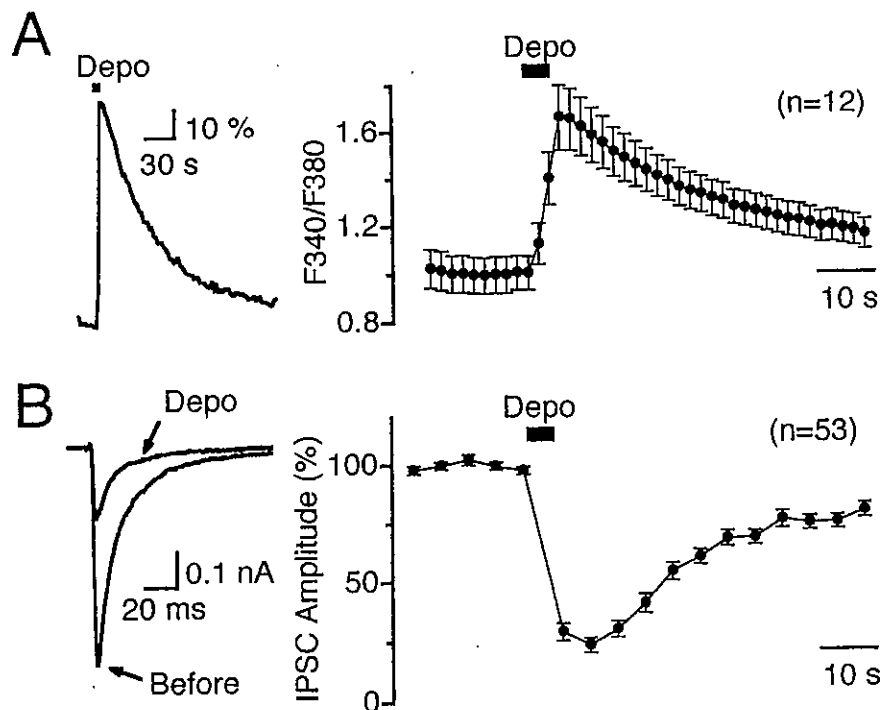 A
Depo
10 %
30 s
Depo
(n=12)
F340/F380
1.6
1.2
0.8
10 s
B
Depo
0.1 nA
20 ms
Before
Depo
(n=53)
IPSC Amplitude (%)
100
50
0
10 s